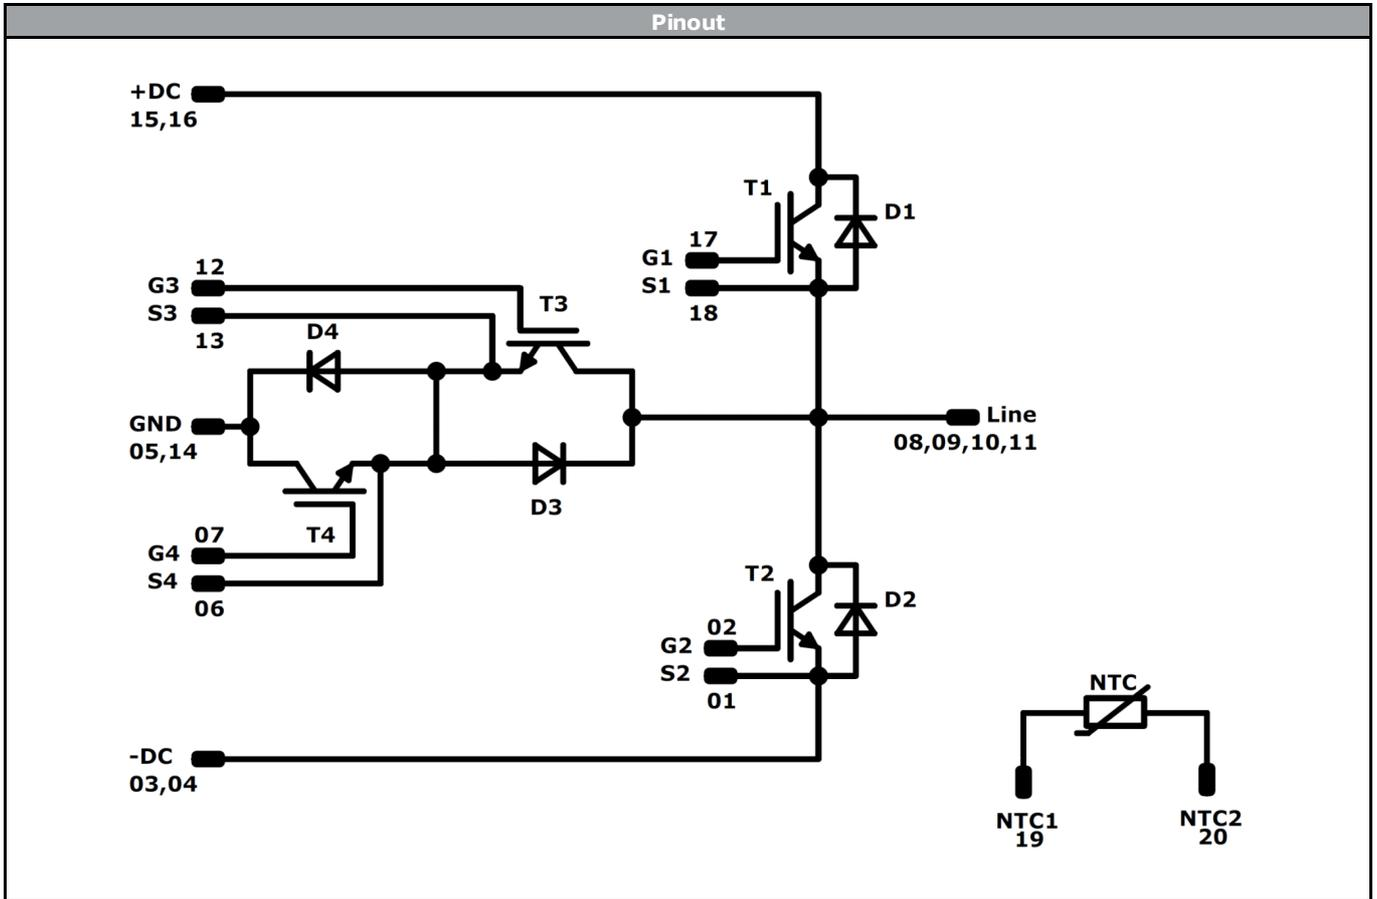 Pinout
+DC
15,16
T1
D1
17
G1
S1
18
12
G3
S3
13
T3
D4
GND
05,14
Line
08,09,10,11
D3
07
G4
T4
S4
06
T2
D2
02
G2
S2
01
-DC
03,04
NTC
NTC1
19
NTC2
20